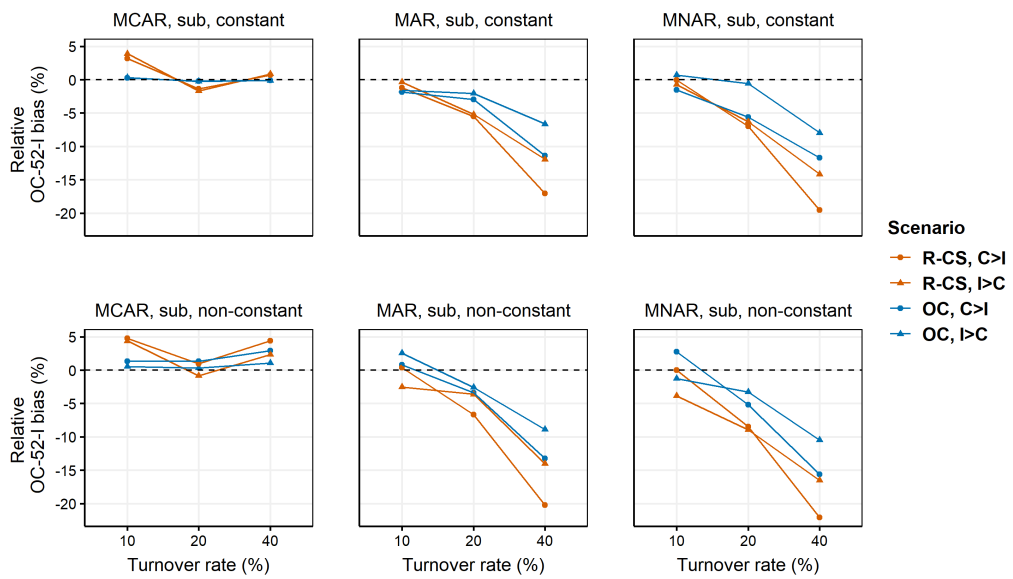 MCAR, sub, constant
MAR, sub, constant
MNAR, sub, constant
Relative
OC-52-I bias (%)
5
0
-5
-10
-15
-20
MCAR, sub, non-constant
MAR, sub, non-constant
MNAR, sub, non-constant
Relative
OC-52-I bias (%)
5
0
-5
-10
-15
-20
10
20
40
10
20
40
10
20
40
Turnover rate (%)
Turnover rate (%)
Turnover rate (%)
Scenario
R-CS, C>I
R-CS, I>C
OC, C>I
OC, I>C